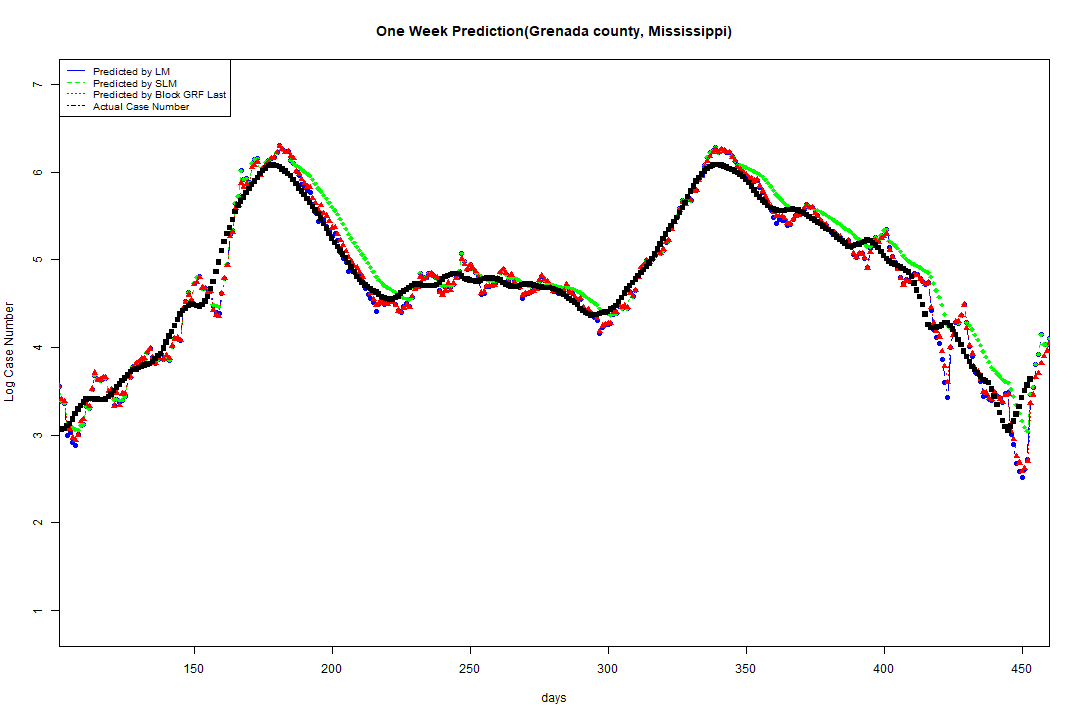 One Week Prediction(Grenada county, Mississippi)
Predicted by LM
Predicted by SLM
Predicted by Block GRF Last
Actual Case Number
7
6
5
4
3
2
1
Log Case Number
150 200 250 300 350 400 450
days